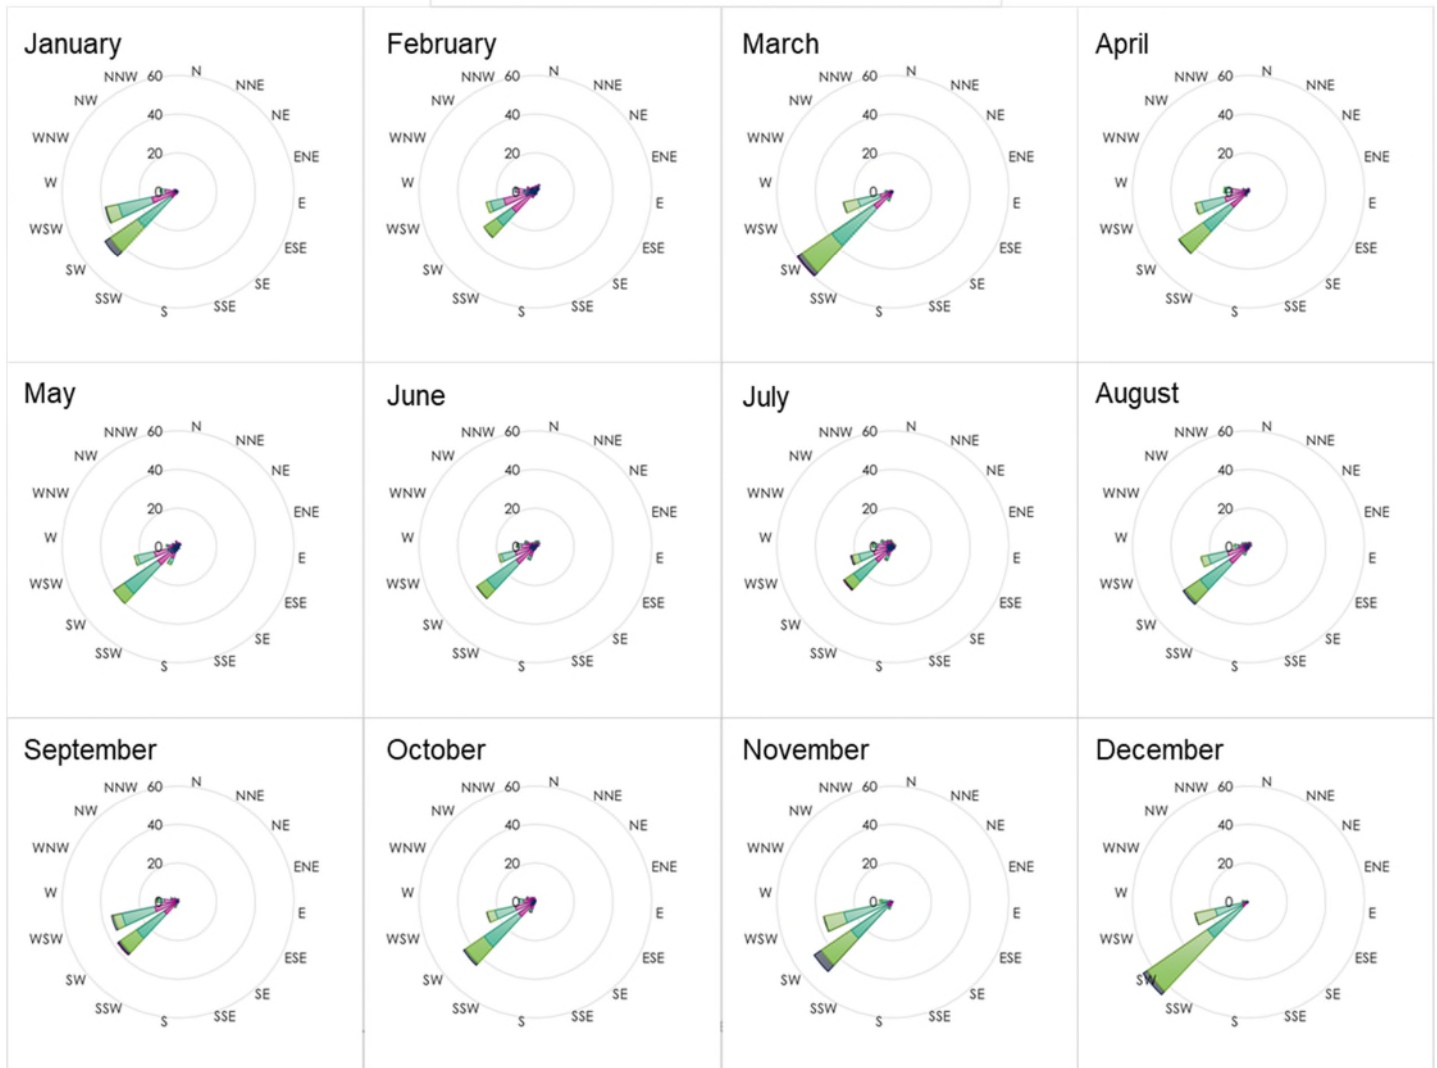 January
February
March
April
NNW 60 N
NNE
NE
ENE
E
ESE
SE
SSE
S
SSW
SW
WSW
W
WNW
NW
40
20
0
NNW 60 N
NNE
NE
ENE
E
ESE
SE
SSE
S
SSW
SW
WSW
W
WNW
NW
40
20
0
NNW 60 N
NNE
NE
ENE
E
ESE
SE
SSE
S
SSW
SW
WSW
W
WNW
NW
40
20
0
NNW 60 N
NNE
NE
ENE
E
ESE
SE
SSE
S
SSW
SW
WSW
W
WNW
NW
40
20
0
May
June
July
August
NNW 60 N
NNE
NE
ENE
E
ESE
SE
SSE
S
SSW
SW
WSW
W
WNW
NW
40
20
0
NNW 60 N
NNE
NE
ENE
E
ESE
SE
SSE
S
SSW
SW
WSW
W
WNW
NW
40
20
0
NNW 60 N
NNE
NE
ENE
E
ESE
SE
SSE
S
SSW
SW
WSW
W
WNW
NW
40
20
0
NNW 60 N
NNE
NE
ENE
E
ESE
SE
SSE
S
SSW
SW
WSW
W
WNW
NW
40
20
0
September
October
November
December
NNW 60 N
NNE
NE
ENE
E
ESE
SE
SSE
S
SSW
SW
WSW
W
WNW
NW
40
20
0
NNW 60 N
NNE
NE
ENE
E
ESE
SE
SSE
S
SSW
SW
WSW
W
WNW
NW
40
20
0
NNW 60 N
NNE
NE
ENE
E
ESE
SE
SSE
S
SSW
SW
WSW
W
WNW
NW
40
20
0
NNW 60 N
NNE
NE
ENE
E
ESE
SE
SSE
S
SSW
SW
WSW
W
WNW
NW
40
20
0